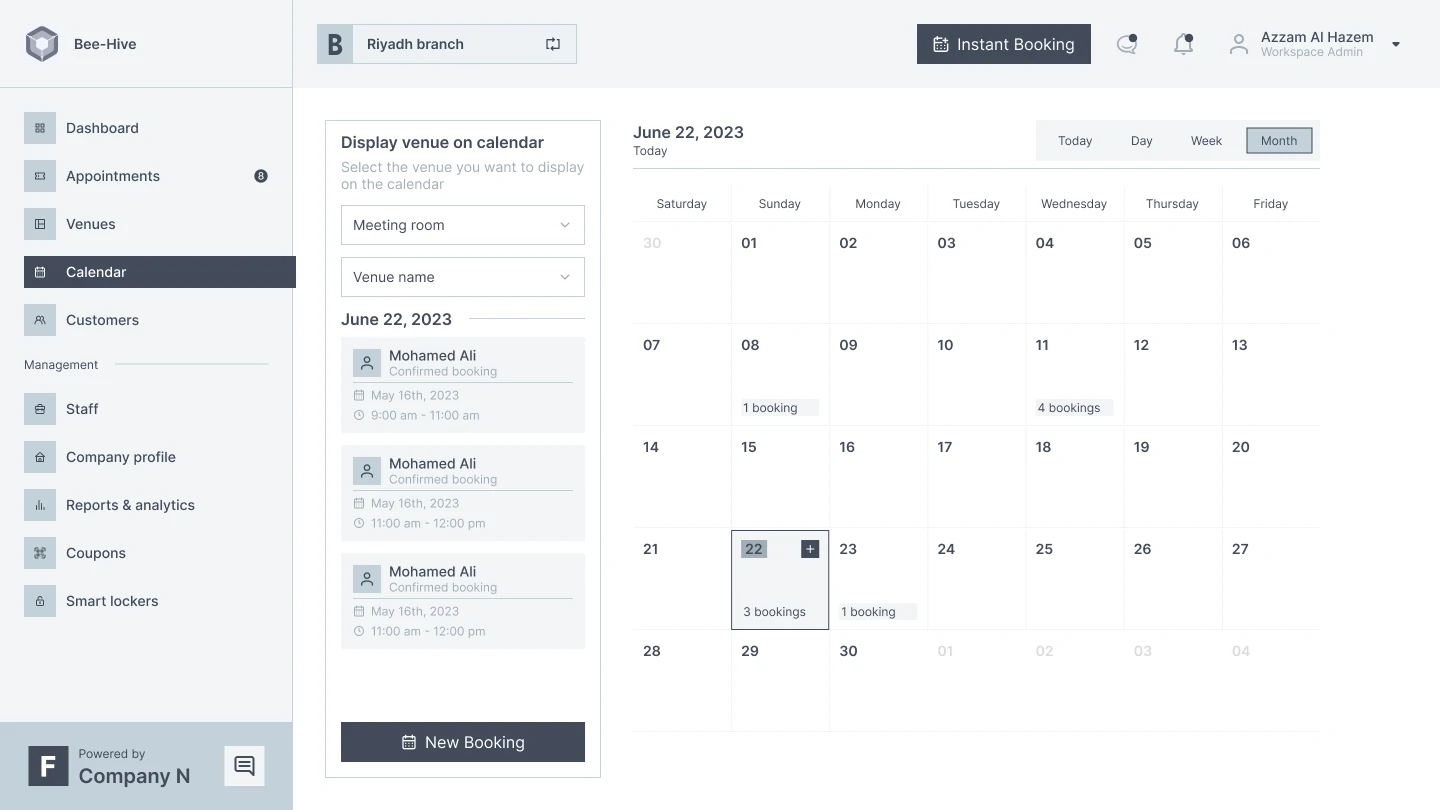 Bee-Hive
B
Riyadh branch
Instant Booking
Azzam Al Hazem
Workspace Admin
Dashboard
Appointments
8
Venues
Calendar
Customers
Management
Staff
Company profile
Reports & analytics
Coupons
Smart lockers
F
Powered by
Company N
Display venue on calendar
Select the venue you want to display
on the calendar
Meeting room
Venue name
June 22, 2023
Mohamed Ali
Confirmed booking
May 16th, 2023
9:00 am - 11:00 am
Mohamed Ali
Confirmed booking
May 16th, 2023
11:00 am - 12:00 pm
Mohamed Ali
Confirmed booking
May 16th, 2023
11:00 am - 12:00 pm
New Booking
June 22, 2023
Today
Today Day Week Month
Saturday Sunday Monday Tuesday Wednesday Thursday Friday
30 01 02 03 04 05 06
07 08 09 10 11 12 13
1 booking 4 bookings
14 15 16 17 18 19 20
21 22 + 23 24 25 26 27
3 bookings 1 booking
28 29 30 01 02 03 04